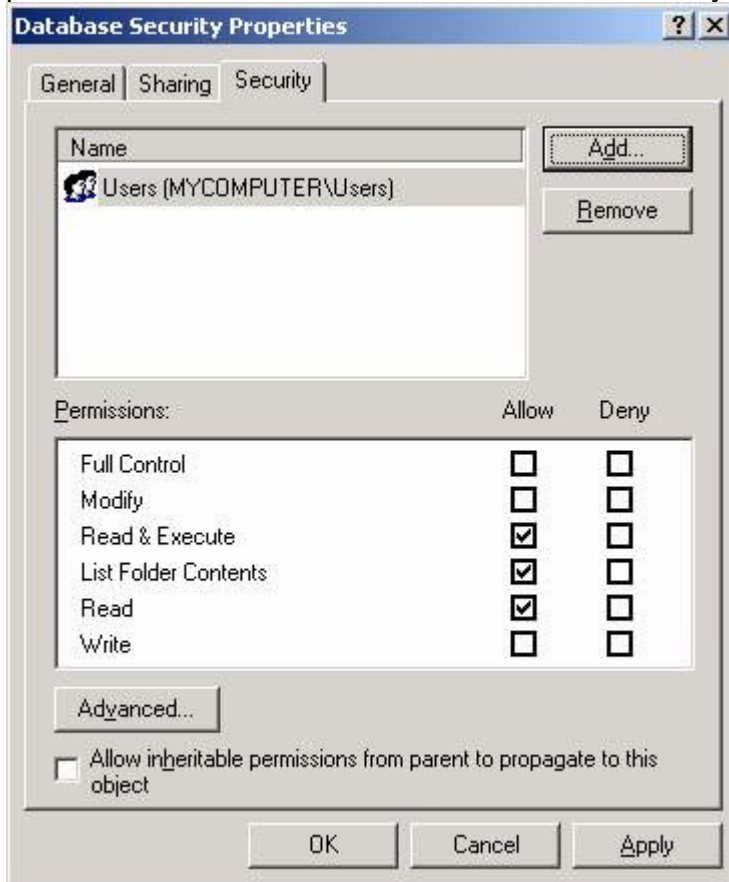 Database Security Properties
General Sharing Security
Name
Users (MYCOMPUTER\Users)
Add...
Remove
Permissions: Allow Deny
Full Control
Modify
Read & Execute
List Folder Contents
Read
Write
Advanced...
Allow inheritable permissions from parent to propagate to this
object
OK Cancel Apply